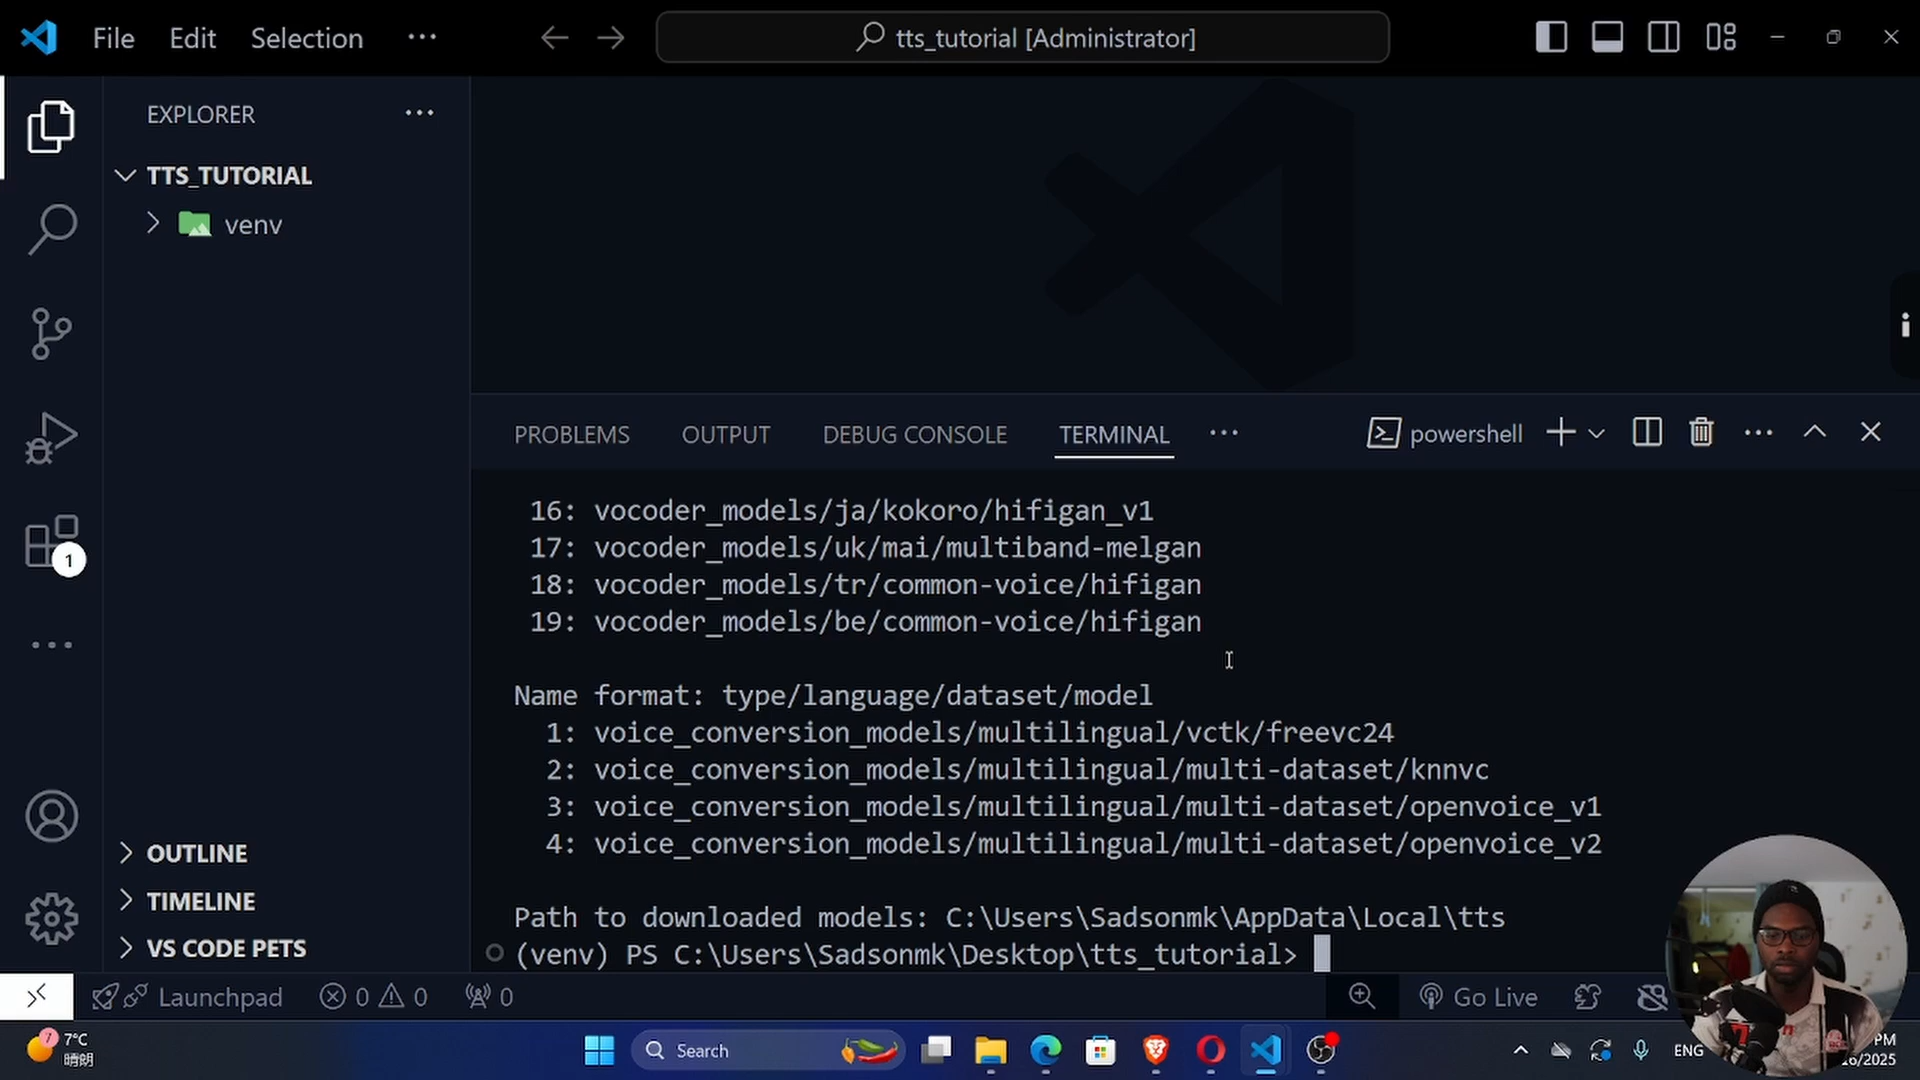 File Edit Selection ···
tts_tutorial [Administrator]
EXPLORER
TTS_TUTORIAL
venv
OUTLINE
TIMELINE
VS CODE PETS
1
PROBLEMS OUTPUT DEBUG CONSOLE TERMINAL ···
powershell
16: vocoder_models/ja/kokoro/hifigan_v1
17: vocoder_models/uk/mai/multiband-melgan
18: vocoder_models/tr/common-voice/hifigan
19: vocoder_models/be/common-voice/hifigan
Name format: type/language/dataset/model
1: voice_conversion_models/multilingual/vctk/freevc24
2: voice_conversion_models/multilingual/multi-dataset/knnvc
3: voice_conversion_models/multilingual/multi-dataset/openvoice_v1
4: voice_conversion_models/multilingual/multi-dataset/openvoice_v2
Path to downloaded models: C:\Users\Sadsonmk\AppData\Local\tts
(venv) PS C:\Users\Sadsonmk\Desktop\tts_tutorial>
Launchpad 0 0 0 Go Live
7
7°C
晴朗
Search
ENG
PM
/2025